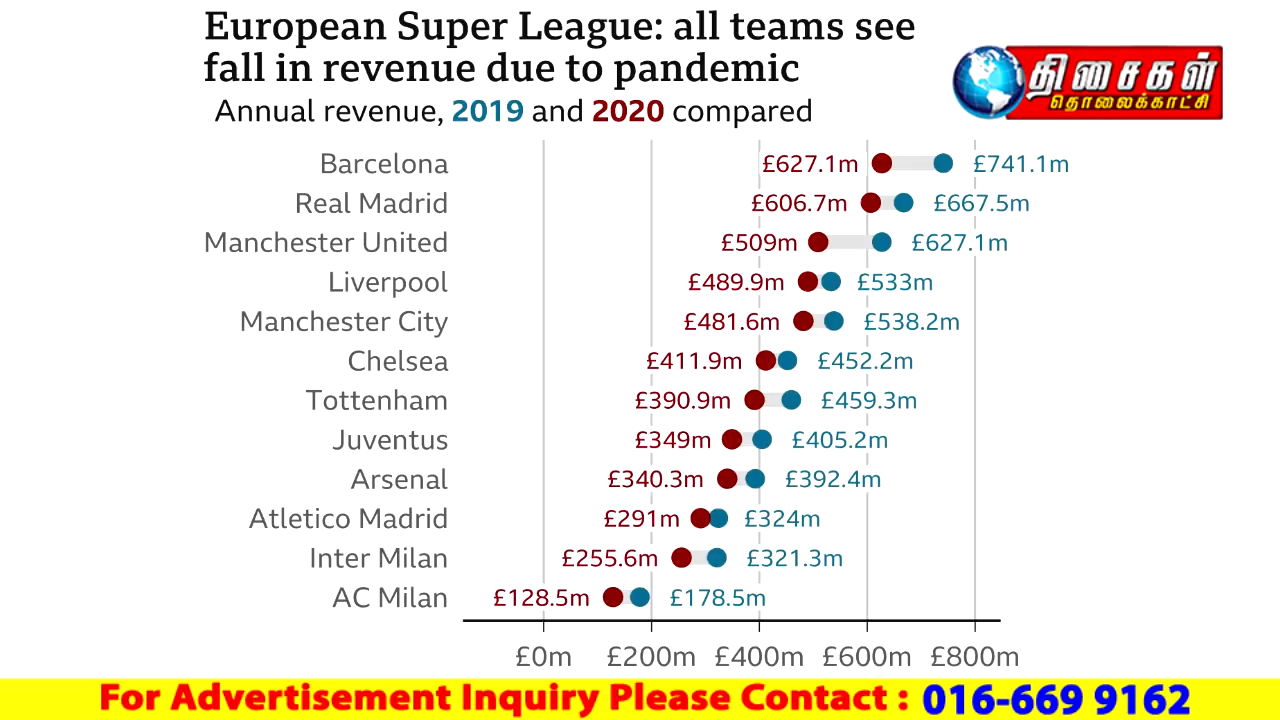 European Super League: all teams see
fall in revenue due to pandemic
Annual revenue, 2019 and 2020 compared
திசைகள்
தொலைக்காட்சி
Barcelona £627.1m £741.1m
Real Madrid £606.7m £667.5m
Manchester United £509m £627.1m
Liverpool £489.9m £533m
Manchester City £481.6m £538.2m
Chelsea £411.9m £452.2m
Tottenham £390.9m £459.3m
Juventus £349m £405.2m
Arsenal £340.3m £392.4m
Atletico Madrid £291m £324m
Inter Milan £255.6m £321.3m
AC Milan £128.5m £178.5m
£0m £200m £400m £600m £800m
For Advertisement Inquiry Please Contact : 016-669 9162